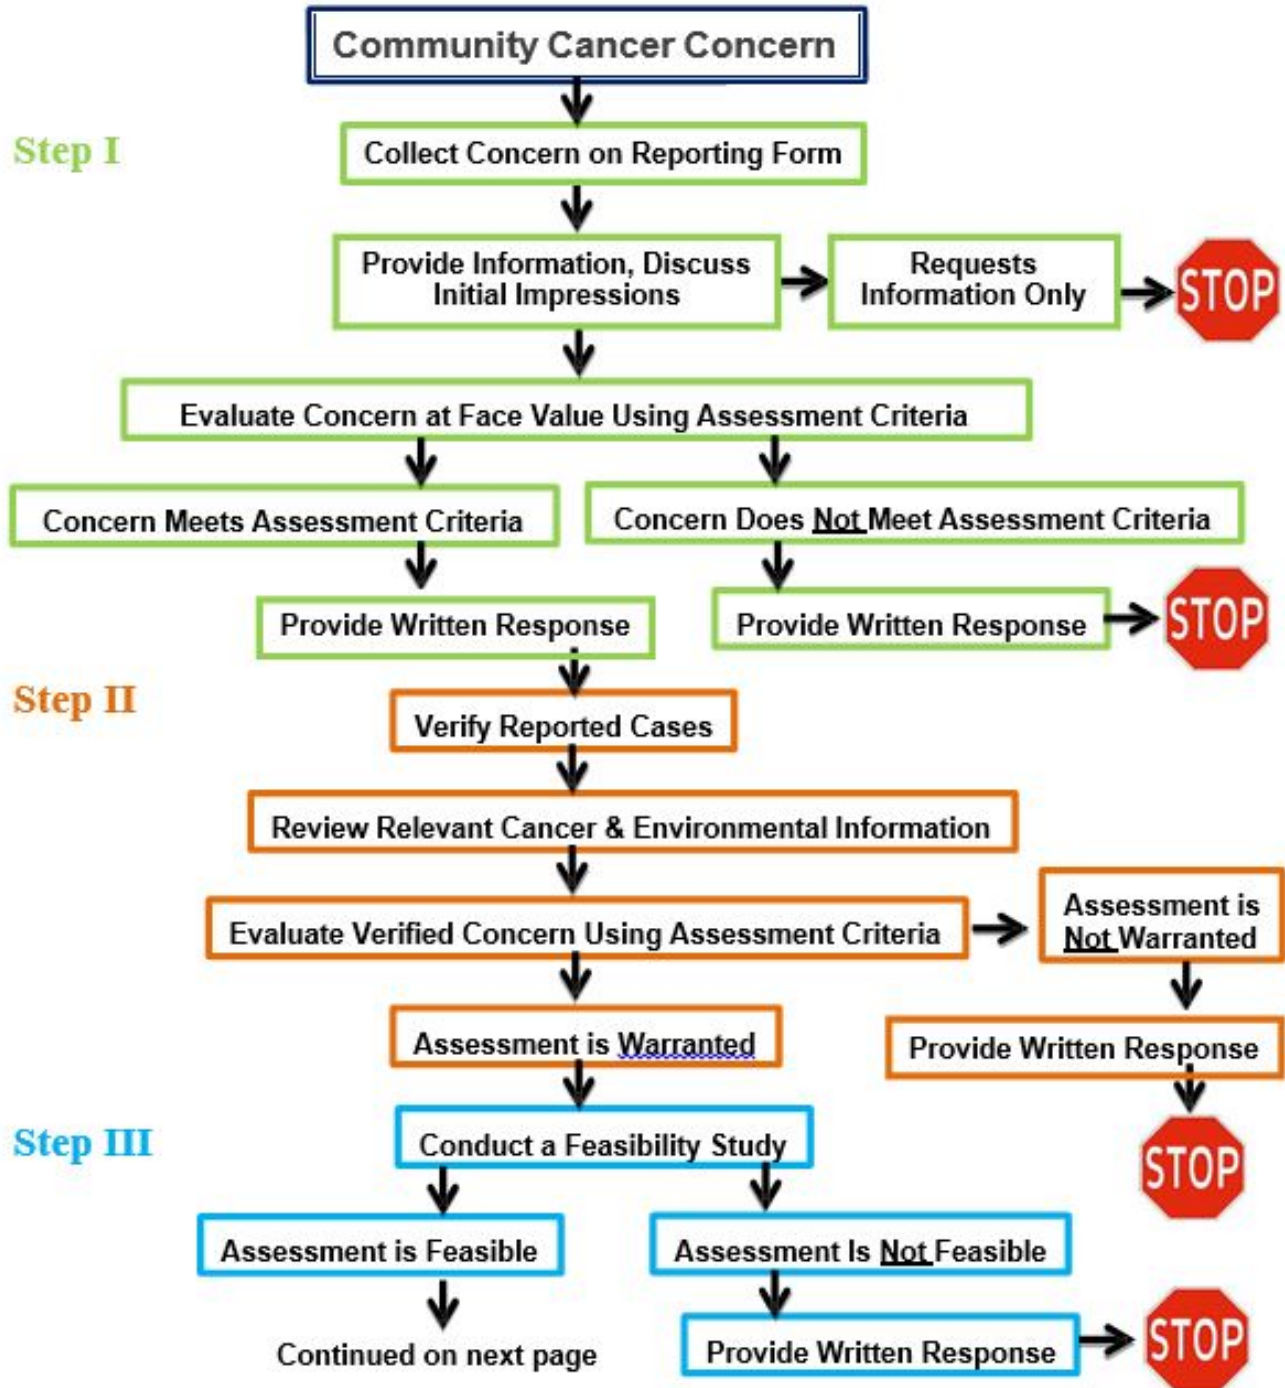 Community Cancer Concern
Step I
Collect Concern on Reporting Form
Provide Information, Discuss
Initial Impressions
Requests
Information Only
STOP
Evaluate Concern at Face Value Using Assessment Criteria
Concern Meets Assessment Criteria
Concern Does Not Meet Assessment Criteria
Provide Written Response
Provide Written Response
STOP
Step II
Verify Reported Cases
Review Relevant Cancer & Environmental Information
Evaluate Verified Concern Using Assessment Criteria
Assessment is
Not Warranted
Assessment is Warranted
Provide Written Response
STOP
Step III
Conduct a Feasibility Study
Assessment is Feasible
Assessment Is Not Feasible
Continued on next page
Provide Written Response
STOP